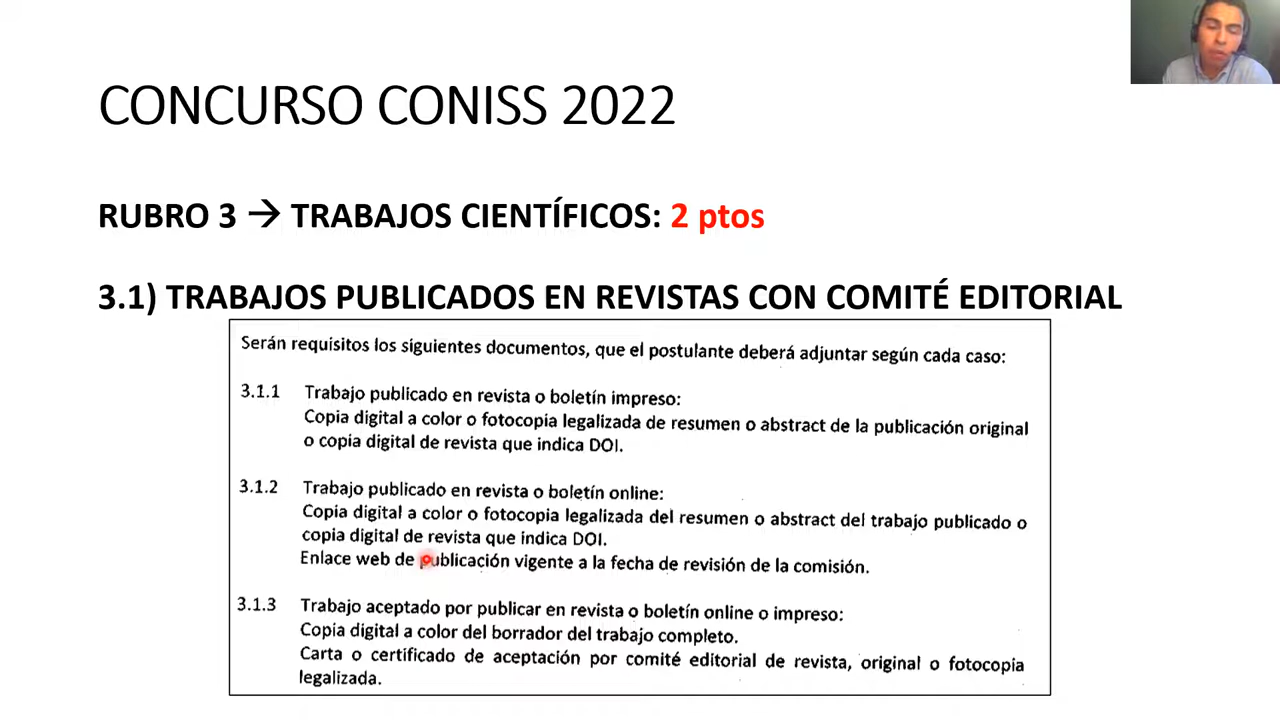 CONCURSO CONISS 2022
RUBRO 3 → TRABAJOS CIENTÍFICOS: 2 ptos
3.1) TRABAJOS PUBLICADOS EN REVISTAS CON COMITÉ EDITORIAL
Serán requisitos los siguientes documentos, que el postulante deberá adjuntar según cada caso:
3.1.1 Trabajo publicado en revista o boletín impreso:
Copia digital a color o fotocopia legalizada de resumen o abstract de la publicación original
o copia digital de revista que indica DOI.
3.1.2 Trabajo publicado en revista o boletín online:
Copia digital a color o fotocopia legalizada del resumen o abstract del trabajo publicado o
copia digital de revista que indica DOI.
Enlace web de publicación vigente a la fecha de revisión de la comisión.
3.1.3 Trabajo aceptado por publicar en revista o boletín online o impreso:
Copia digital a color del borrador del trabajo completo.
Carta o certificado de aceptación por comité editorial de revista, original o fotocopia
legalizada.